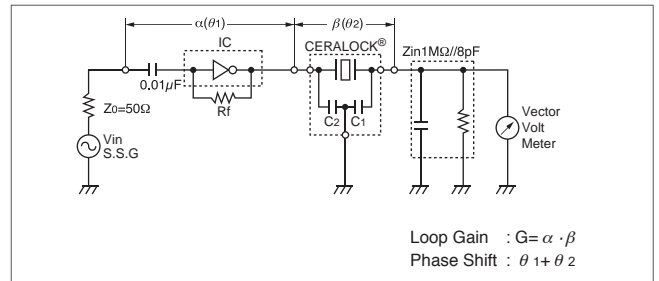 α(θ1)
β(θ2)
IC
CERALOCK®
Zin1MΩ//8pF
0.01µF
Z0=50Ω
Rf
C2
C1
Vector
Volt
Meter
Vin
S.S.G
Loop Gain : G= α · β
Phase Shift : θ 1+ θ 2